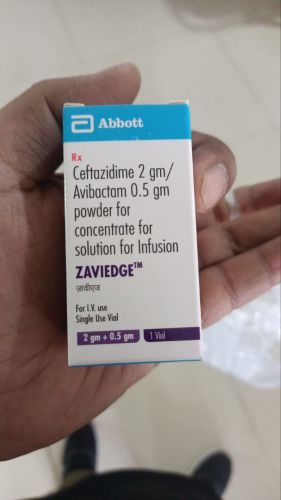 Abbott
Rx
Ceftazidime 2 gm/
Avibactam 0.5 gm
powder for
concentrate for
solution for Infusion
ZAVIEDGE™
ज़ावीएज
For I.V. use
Single Use Vial
2 gm + 0.5 gm 1 Vial